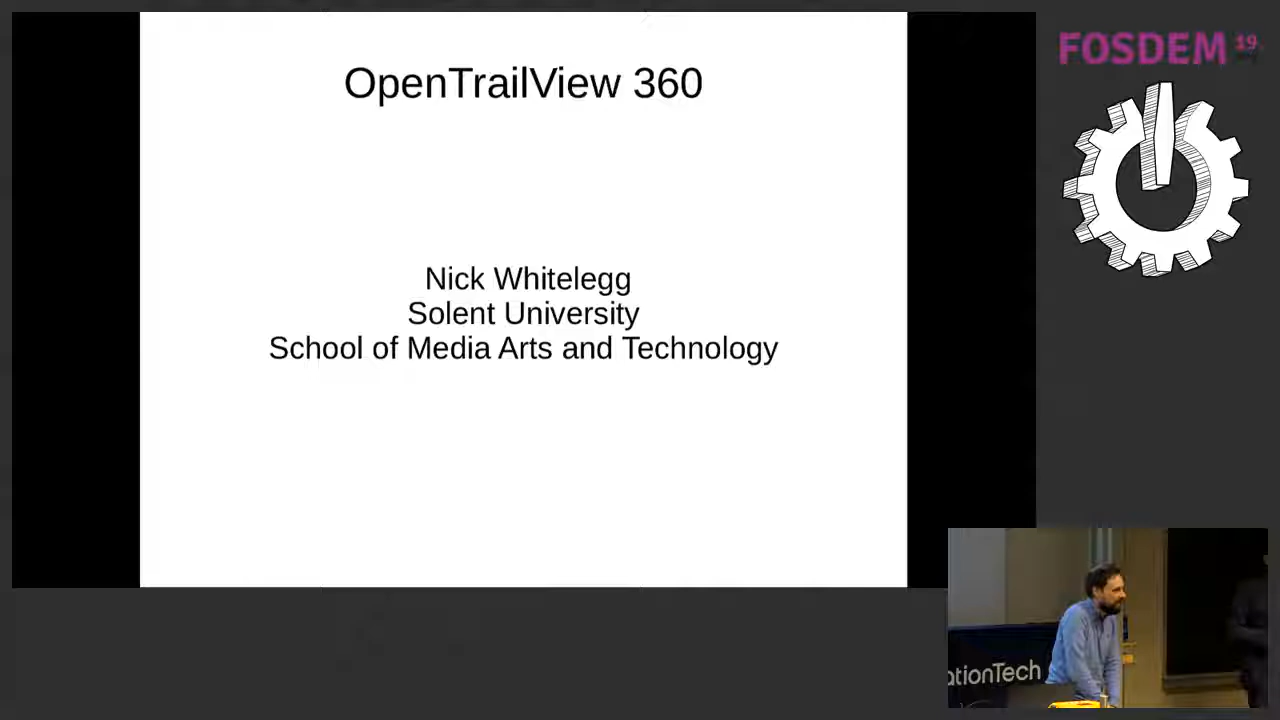 OpenTrailView 360
FOSDEM 19
Nick Whitelegg
Solent University
School of Media Arts and Technology
ationTech